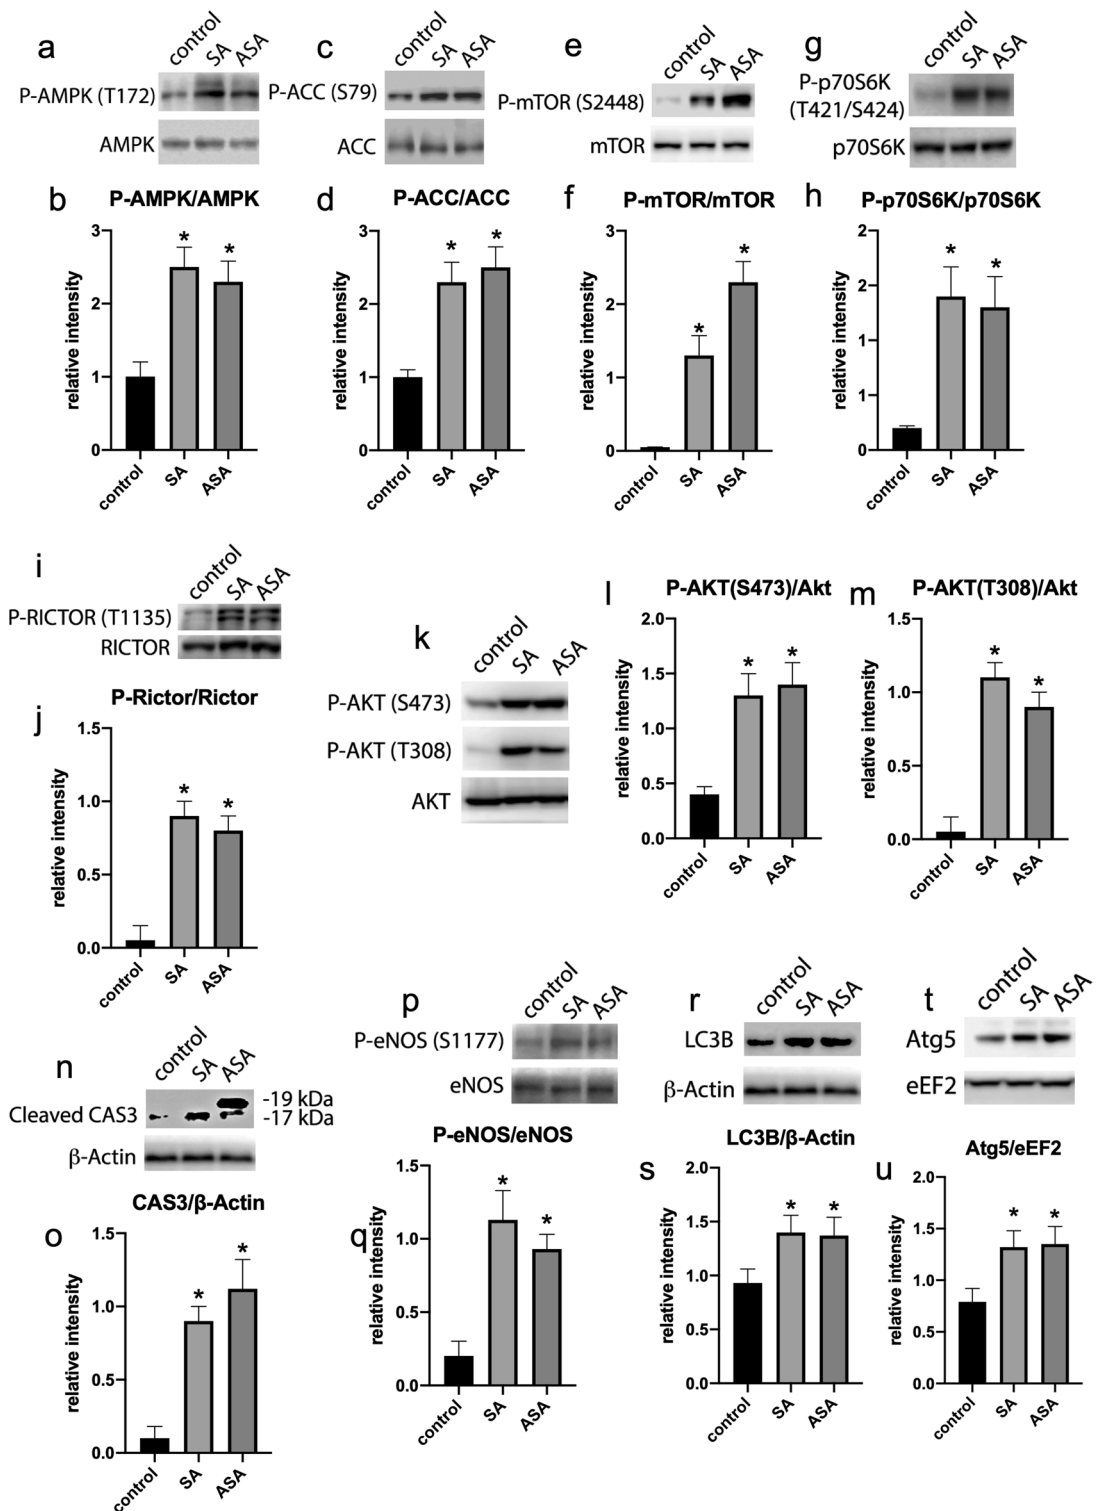 a
control
SA
ASA
P-AMPK (T172)
AMPK
c
control
SA
ASA
P-ACC (S79)
ACC
e
control
SA
ASA
P-mTOR (S2448)
mTOR
g
control
SA
ASA
P-p70S6K
(T421/S424)
p70S6K
b
P-AMPK/AMPK
relative intensity
3
2
1
0
control
SA
ASA
*
*
d
P-ACC/ACC
relative intensity
3
2
1
0
control
SA
ASA
*
*
f
P-mTOR/mTOR
relative intensity
3
2
1
0
control
SA
ASA
*
*
h
P-p70S6K/p70S6K
relative intensity
2
2
1
1
0
control
SA
ASA
*
*
i
control
SA
ASA
P-RICTOR (T1135)
RICTOR
j
P-Rictor/Rictor
relative intensity
1.5
1.0
0.5
0.0
control
SA
ASA
*
*
k
control
SA
ASA
P-AKT (S473)
P-AKT (T308)
AKT
l
P-AKT(S473)/Akt
relative intensity
2.0
1.5
1.0
0.5
0.0
control
SA
ASA
*
*
m
P-AKT(T308)/Akt
relative intensity
1.5
1.0
0.5
0.0
control
SA
ASA
*
*
n
control
SA
ASA
Cleaved CAS3
-19 kDa
-17 kDa
β-Actin
o
CAS3/β-Actin
relative intensity
1.5
1.0
0.5
0.0
control
SA
ASA
*
*
p
control
SA
ASA
P-eNOS (S1177)
eNOS
q
P-eNOS/eNOS
relative intensity
1.5
1.0
0.5
0.0
control
SA
ASA
*
*
r
control
SA
ASA
LC3B
β-Actin
s
LC3B/β-Actin
relative intensity
2.0
1.5
1.0
0.5
0.0
control
SA
ASA
*
*
t
control
SA
ASA
Atg5
eEF2
u
Atg5/eEF2
relative intensity
2.0
1.5
1.0
0.5
0.0
control
SA
ASA
*
*